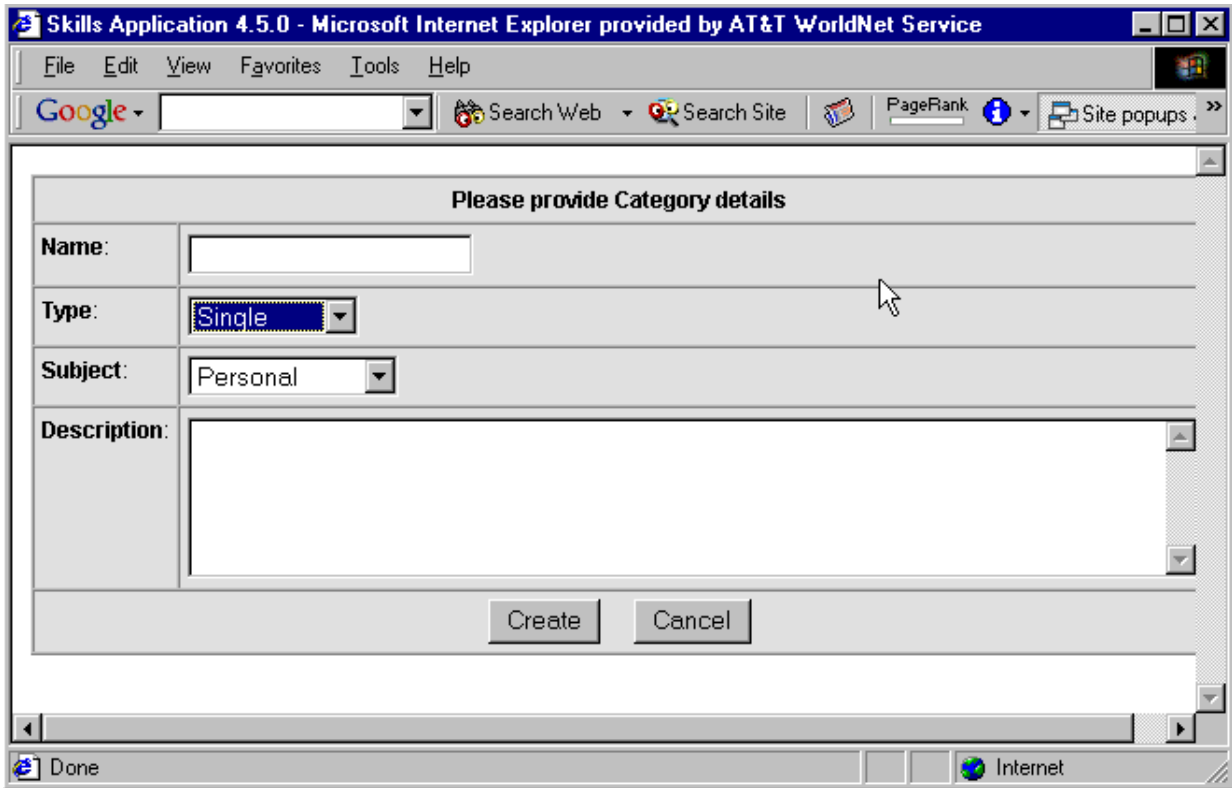 Skills Application 4.5.0 - Microsoft Internet Explorer provided by AT&T WorldNet Service
File Edit View Favorites Tools Help
Google Search Web Search Site PageRank Site popups
Please provide Category details
Name:
Type: Single
Subject: Personal
Description:
Create Cancel
Done Internet